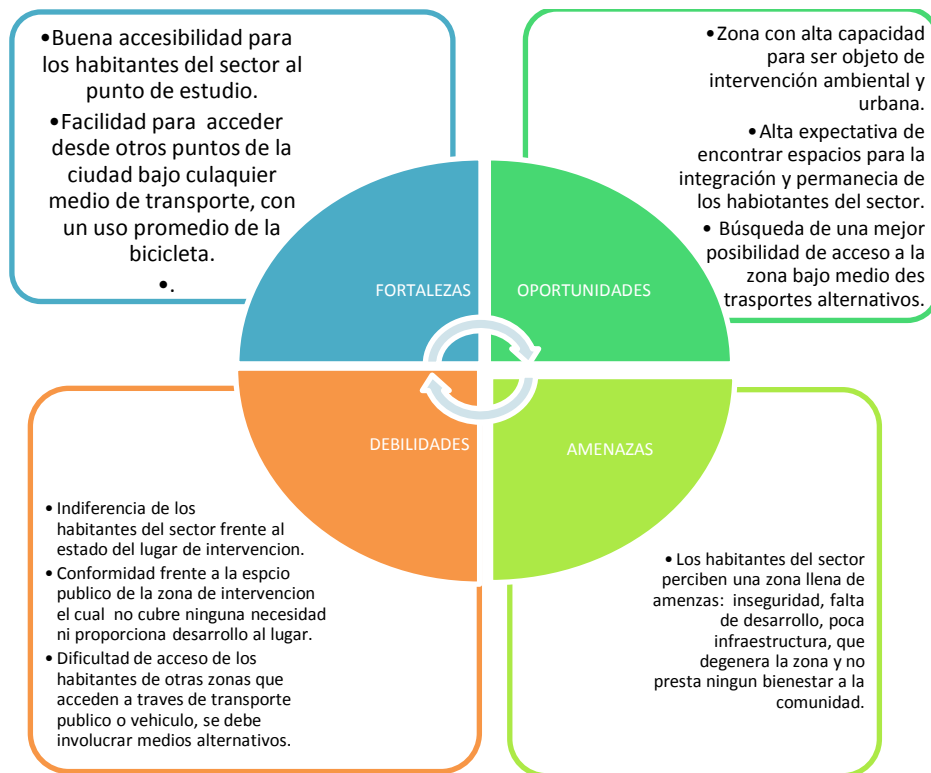 •Buena accesibilidad para
los habitantes del sector al
punto de estudio.
•Facilidad para acceder
desde otros puntos de la
ciudad bajo culaquier
medio de transporte, con
un uso promedio de la
bicicleta.
•.
•Zona con alta capacidad
para ser objeto de
intervención ambiental y
urbana.
•Alta expectativa de
encontrar espacios para la
integración y permanecia de
los habiotantes del sector.
• Búsqueda de una mejor
posibilidad de acceso a la
zona bajo medio des
trasportes alternativos.
FORTALEZAS
OPORTUNIDADES
DEBILIDADES
AMENAZAS
• Indiferencia de los
habitantes del sector frente al
estado del lugar de intervencion.
• Conformidad frente a la espcio
publico de la zona de intervencion
el cual no cubre ninguna necesidad
ni proporciona desarrollo al lugar.
• Dificultad de acceso de los
habitantes de otras zonas que
acceden a traves de transporte
publico o vehiculo, se debe
involucrar medios alternativos.
• Los habitantes del sector
perciben una zona llena de
amenzas: inseguridad, falta
de desarrollo, poca
infraestructura, que
degenera la zona y no
presta ningun bienestar a la
comunidad.